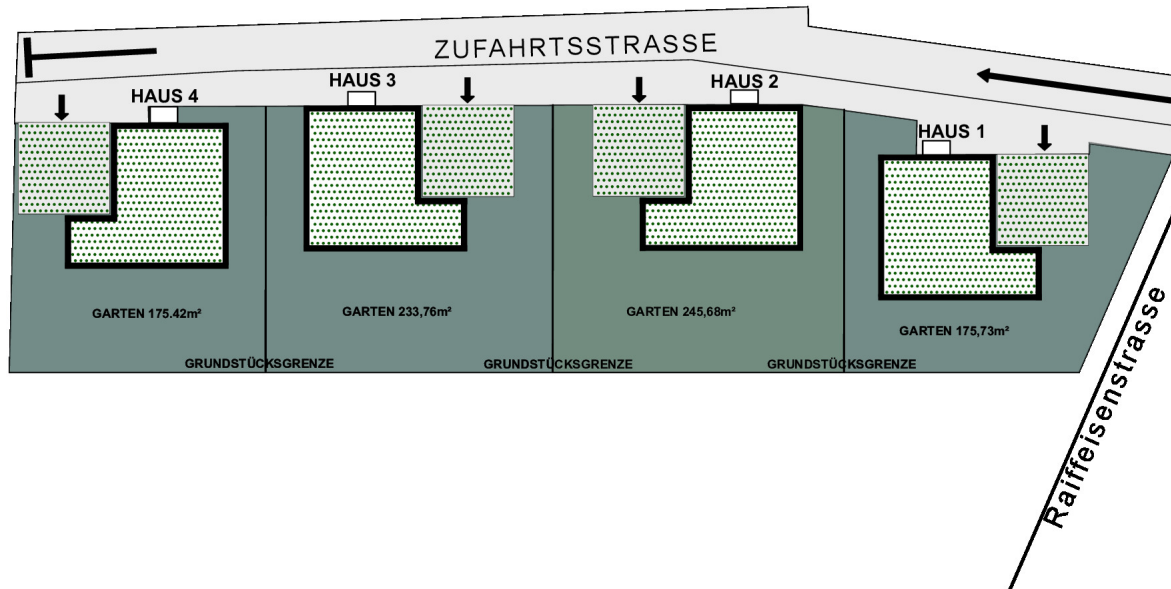 ZUFAHRTSSTRASSE
HAUS 4
HAUS 3
HAUS 2
HAUS 1
GARTEN 175.42m²
GARTEN 233,76m²
GARTEN 245,68m²
GARTEN 175,73m²
GRUNDSTÜCKSGRENZE
GRUNDSTÜCKSGRENZE
GRUNDSTÜCKSGRENZE
Raiffeisenstrasse